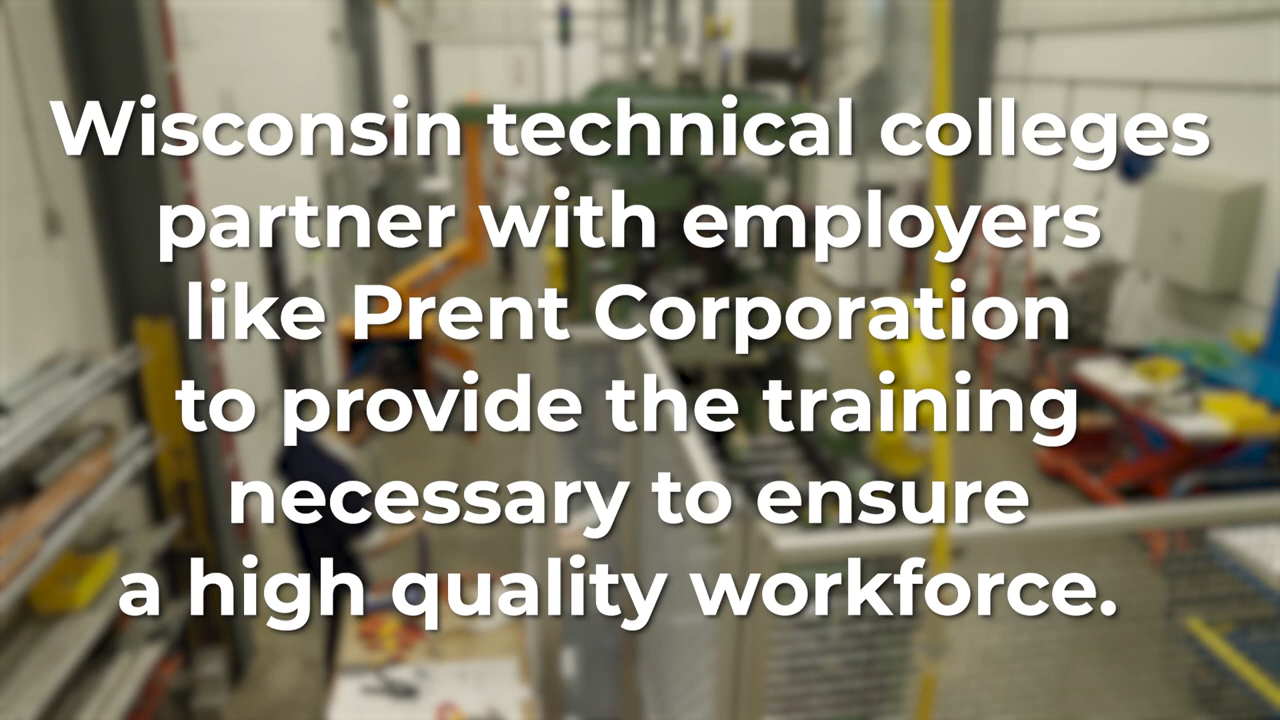 Wisconsin technical colleges
partner with employers
like Prent Corporation
to provide the training
necessary to ensure
a high quality workforce.